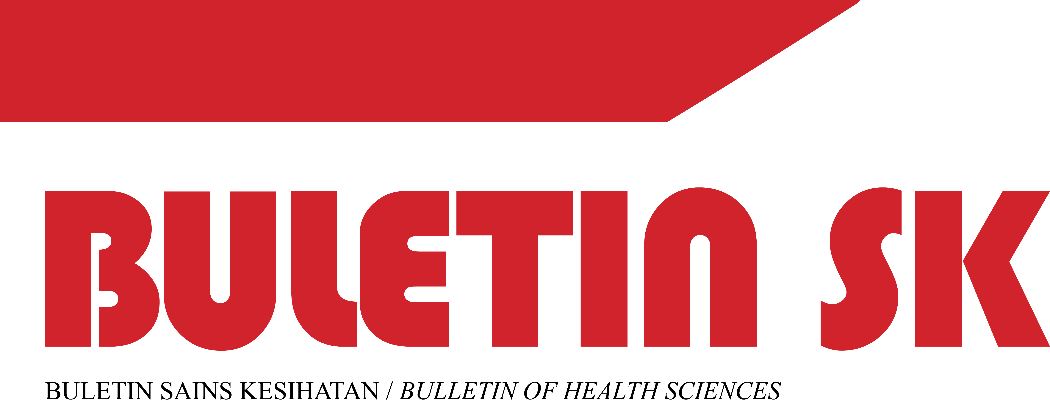 BULETIN SK
BULETIN SAINS KESIHATAN / BULLETIN OF HEALTH SCIENCES